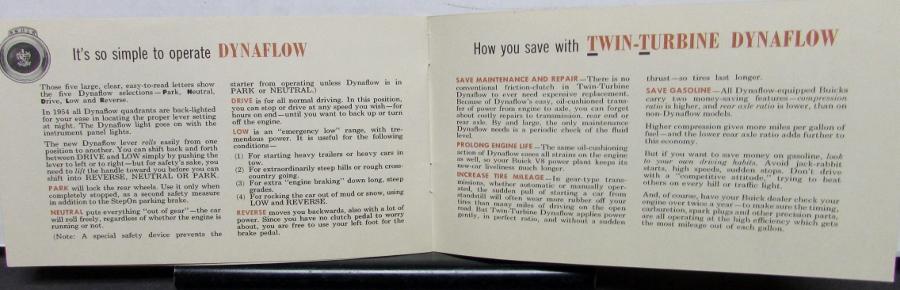 BUICK
It's so simple to operate DYNAFLOW
Those five large, clear, easy-to-read letters show
the five Dynaflow selections—Park, Neutral,
Drive, Low and Reverse.
In 1954 all Dynaflow quadrants are back-lighted
for your ease in locating the proper lever setting
at night. The Dynaflow light goes on with the
instrument panel lights.
The new Dynaflow lever rolls easily from one
position to another. You can shift back and forth
between DRIVE and LOW simply by pushing the
lever to left or to right—but for safety's sake, you
need to lift the handle toward you before you can
shift into REVERSE, NEUTRAL OR PARK.
PARK will lock the rear wheels. Use it only when
completely stopped, as a second safety measure
in addition to the StepOn parking brake.
NEUTRAL puts everything "out of gear"—the car
will roll freely, regardless of whether the engine is
running or not.
(Note: A special safety device prevents the
starter from operating unless Dynaflow is in
PARK or NEUTRAL.)
DRIVE is for all normal driving. In this position,
you can stop or drive at any speed you wish—for
hours on end—until you want to back up or turn
off the engine.
LOW is an "emergency low" range, with tre-
mendous power. It is useful for the following
conditions—
(1) For starting heavy trailers or heavy cars in
tow.
(2) For extraordinarily steep hills or rough cross-
country going.
(3) For extra "engine braking" down long, steep
grades.
(4) For rocking the car out of mud or snow, using
LOW and REVERSE.
REVERSE moves you backwards, also with a lot of
power. Since you have no clutch pedal to worry
about, you are free to use your left foot for the
brake pedal.
How you save with TWIN-TURBINE DYNAFLOW
SAVE MAINTENANCE AND REPAIR—There is no
conventional friction-clutch in Twin-Turbine
Dynaflow to ever need expensive replacement.
Because of Dynaflow's easy, oil-cushioned trans-
fer of power from engine to axle, you can forget
about costly repairs to transmission, rear end or
rear axle. By and large, the only maintenance
Dynaflow needs is a periodic check of the fluid
level.
PROLONG ENGINE LIFE—The same oil-cushioning
action of Dynaflow eases all strains on the engine
as well, so your Buick V8 power plant keeps its
new-car liveliness much longer.
INCREASE TIRE MILEAGE—In gear-type trans-
missions, whether automatic or manually oper-
ated, the sudden pull of starting a car from
standstill will often wear more rubber off your
tires than many miles of driving on the open
road. But Twin-Turbine Dynaflow applies power
gently, in perfect ratio, and without a sudden
thrust—so tires last longer.
SAVE GASOLINE—All Dynaflow-equipped Buicks
carry two money-saving features—compression
ratio is higher, and rear axle ratio is lower, than on
non-Dynaflow models.
Higher compression gives more miles per gallon of
fuel—and the lower rear axle ratio adds further to
this economy.
But if you want to save money on gasoline, look
to your own driving habits. Avoid jack-rabbit
starts, high speeds, sudden stops. Don't drive
with a "competitive attitude," trying to beat
others on every hill or traffic light.
And, of course, have your Buick dealer check your
engine over twice a year—to make sure the timing,
carburetion, spark plugs and other precision parts,
are all operating at the high efficiency which gets
the most mileage out of each gallon.